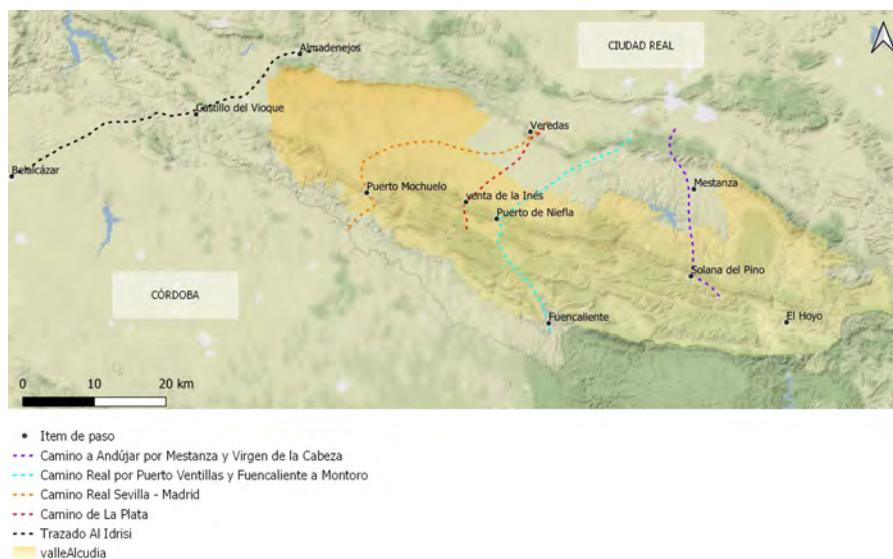 Almadenejos
CIUDAD REAL
Castillo del Vioque
Veredas
Belalcázar
Puerto Mochuelo
Mestanza
venta de la Inés
Puerto de Niefla
Solana del Pino
CÓRDOBA
Fuencaliente
El Hoyo
0 10 20 km
Item de paso
Camino a Andújar por Mestanza y Virgen de la Cabeza
Camino Real por Puerto Ventillas y Fuencaliente a Montoro
Camino Real Sevilla - Madrid
Camino de La Plata
Trazado Al Idrisi
valleAlcudia